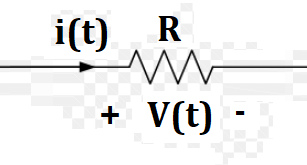 i(t) R
+ V(t) -